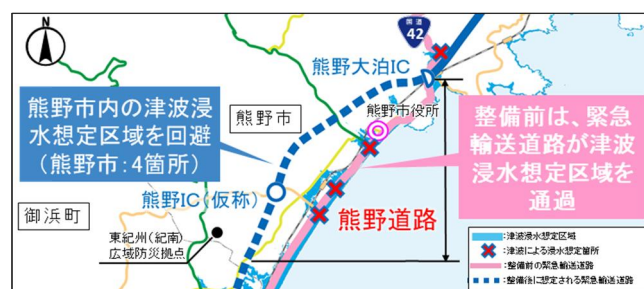 N
国道
42
熊野大泊IC
熊野市内の津波浸
水想定区域を回避
(熊野市:4箇所)
熊野市
熊野市役所
整備前は、緊急
輸送道路が津波
浸水想定区域を
通過
熊野IC(仮称)
熊野道路
御浜町
東紀州(紀南)
広域防災拠点
:津波浸水想定区域
:津波による浸水想定箇所
:整備前の緊急輸送道路
:整備後に想定される緊急輸送道路